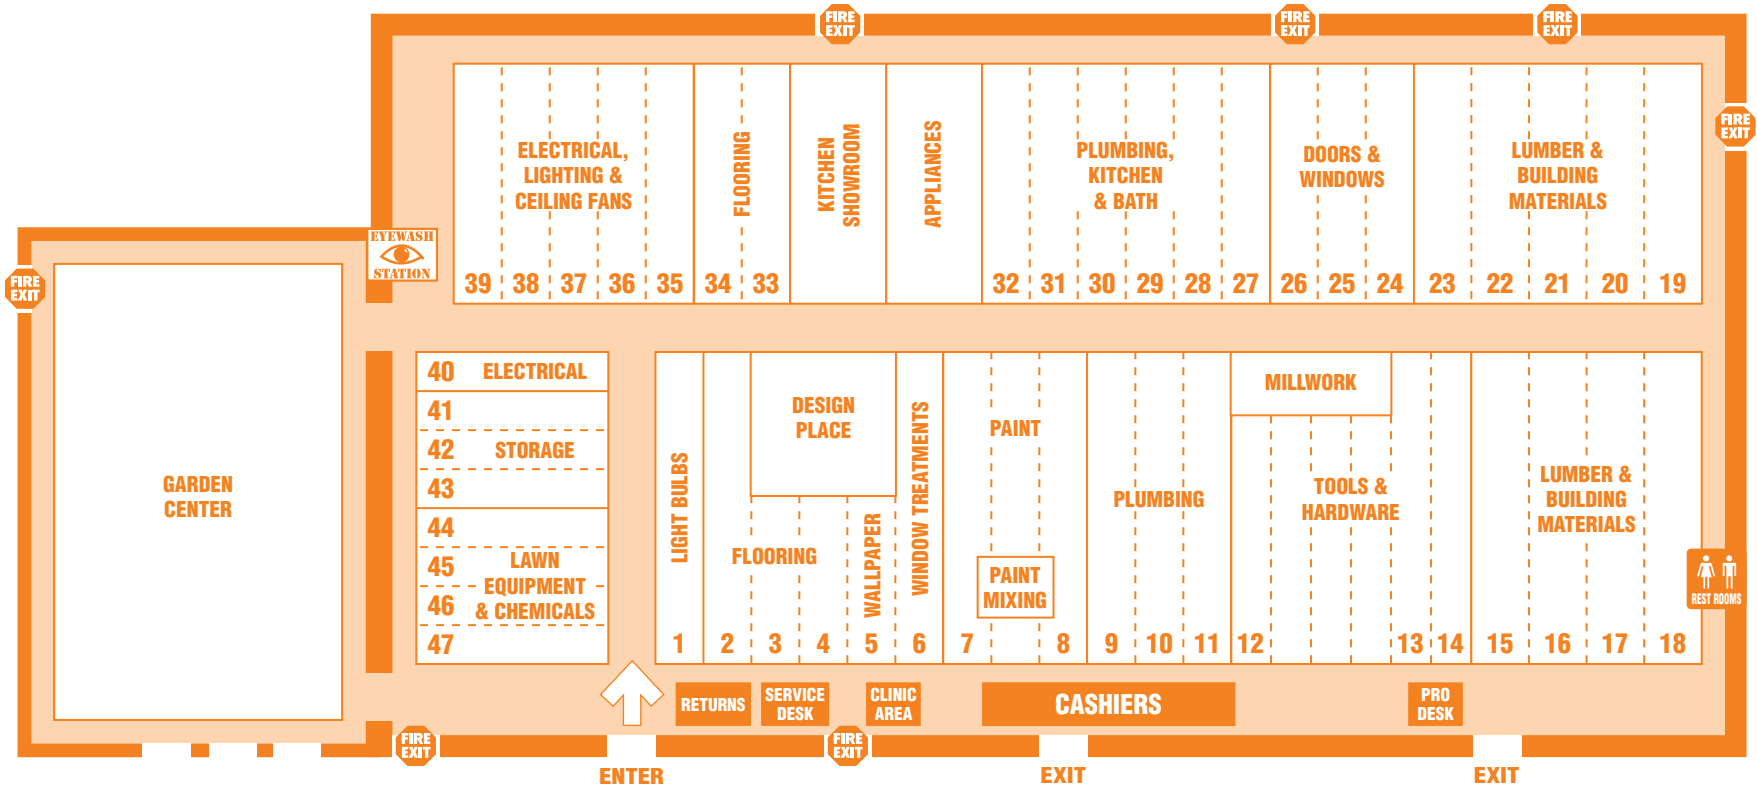 FIRE
EXIT
FIRE
EXIT
FIRE
EXIT
FIRE
EXIT
ELECTRICAL,
LIGHTING &
CEILING FANS
FLOORING
KITCHEN
SHOWROOM
APPLIANCES
PLUMBING,
KITCHEN
& BATH
DOORS &
WINDOWS
LUMBER &
BUILDING
MATERIALS
EYEWASH
STATION
FIRE
EXIT
39 38 37 36 35 34 33 32 31 30 29 28 27 26 25 24 23 22 21 20 19
GARDEN
CENTER
40 ELECTRICAL
41
42 STORAGE
43
44
45 LAWN
EQUIPMENT
46 & CHEMICALS
47
LIGHT BULBS
DESIGN
PLACE
FLOORING
WALLPAPER
WINDOW TREATMENTS
PAINT
PAINT
MIXING
PLUMBING
MILLWORK
TOOLS &
HARDWARE
LUMBER &
BUILDING
MATERIALS
REST ROOMS
1 2 3 4 5 6 7 8 9 10 11 12 13 14 15 16 17 18
RETURNS
SERVICE
DESK
CLINIC
AREA
CASHIERS
PRO
DESK
FIRE
EXIT
FIRE
EXIT
ENTER
EXIT
EXIT